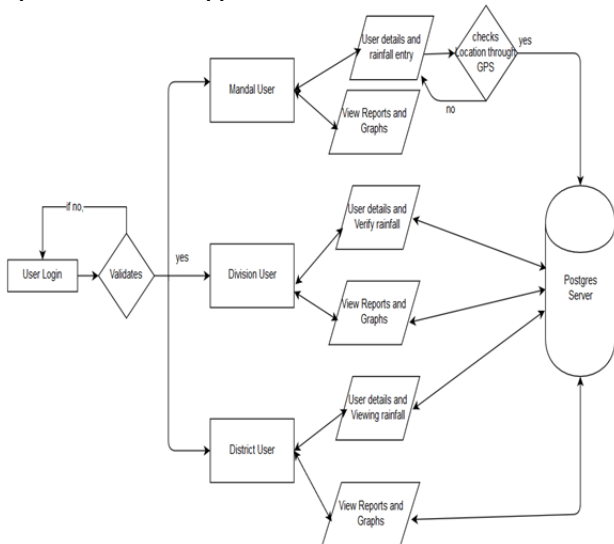 User Login
if no,
Validates
yes
Mandal User
User details and
rainfall entry
checks
Location through
GPS
yes
no
View Reports and
Graphs
Division User
User details and
Verify rainfall
View Reports and
Graphs
District User
User details and
Viewing rainfall
View Reports and
Graphs
Postgres
Server